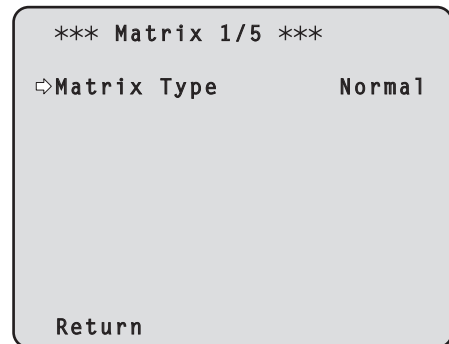 *** Matrix 1/5 ***
⇨Matrix Type Normal
Return